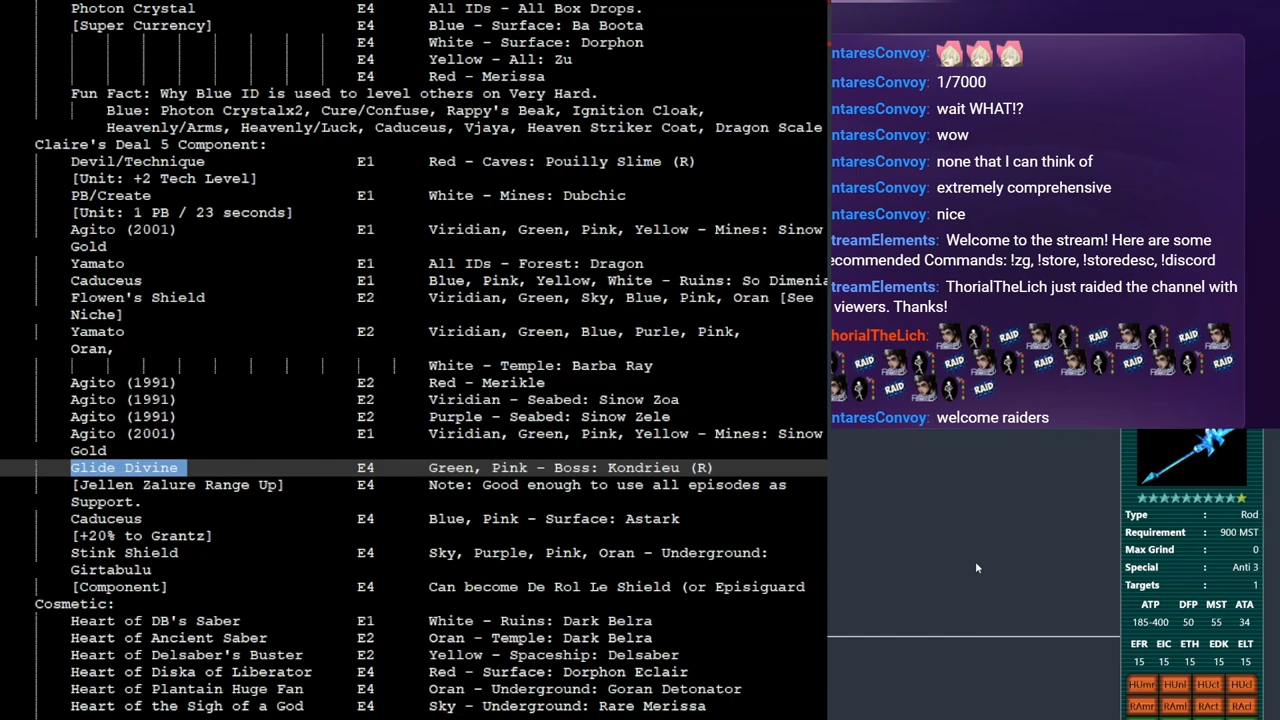 Photon Crystal E4 All IDs - All Box Drops.
[Super Currency] E4 Blue - Surface: Ba Boota
E4 White - Surface: Dorphon
E4 Yellow - All: Zu
E4 Red - Merissa
Fun Fact: Why Blue ID is used to level others on Very Hard.
Blue: Photon Crystalx2, Cure/Confuse, Rappy's Beak, Ignition Cloak,
Heavenly/Arms, Heavenly/Luck, Caduceus, Vjaya, Heaven Striker Coat, Dragon Scale
Claire's Deal 5 Component:
Devil/Technique E1 Red - Caves: Pouilly Slime (R)
[Unit: +2 Tech Level]
PB/Create E1 White - Mines: Dubchic
[Unit: 1 PB / 23 seconds]
Agito (2001) E1 Viridian, Green, Pink, Yellow - Mines: Sinow
Gold
Yamato E1 All IDs - Forest: Dragon
Caduceus E1 Blue, Pink, Yellow, White - Ruins: So Dimenia
Flowen's Shield E2 Viridian, Green, Sky, Blue, Pink, Oran [See
Niche]
Yamato E2 Viridian, Green, Blue, Purle, Pink,
Oran,
White - Temple: Barba Ray
Agito (1991) E2 Red - Merikle
Agito (1991) E2 Viridian - Seabed: Sinow Zoa
Agito (1991) E2 Purple - Seabed: Sinow Zele
Agito (2001) E1 Viridian, Green, Pink, Yellow - Mines: Sinow
Gold
Glide Divine E4 Green, Pink - Boss: Kondrieu (R)
[Jellen Zalure Range Up] E4 Note: Good enough to use all episodes as
Support.
Caduceus E4 Blue, Pink - Surface: Astark
[+20% to Grantz]
Stink Shield E4 Sky, Purple, Pink, Oran - Underground:
Girtabulu
[Component] E4 Can become De Rol Le Shield (or Episiguard
Cosmetic:
Heart of DB's Saber E1 White - Ruins: Dark Belra
Heart of Ancient Saber E2 Oran - Temple: Dark Belra
Heart of Delsaber's Buster E2 Yellow - Spaceship: Delsaber
Heart of Diska of Liberator E4 Red - Surface: Dorphon Eclair
Heart of Plantain Huge Fan E4 Oran - Underground: Goran Detonator
Heart of the Sigh of a God E4 Sky - Underground: Rare Merissa
ntaresConvoy:
ntaresConvoy: 1/7000
ntaresConvoy: wait WHAT!?
ntaresConvoy: wow
ntaresConvoy: none that I can think of
ntaresConvoy: extremely comprehensive
ntaresConvoy: nice
treamElements: Welcome to the stream! Here are some
ecommended Commands: !zg, !store, !storedesc, !discord
treamElements: ThorialTheLich just raided the channel with
viewers. Thanks!
horialTheLich: RAID RAID RAID
RAID RAID RAID RAID RAID
RAID RAID
ntaresConvoy: welcome raiders
Type : Rod
Requirement : 900 MST
Max Grind : 0
Special : Anti 3
Targets : 1
ATP DFP MST ATA
185-400 50 55 34
EFR EIC ETH EDK ELT
15 15 15 15 15
HUmr HUnl HUct HUcl
RAmr RAml RAct RAcl